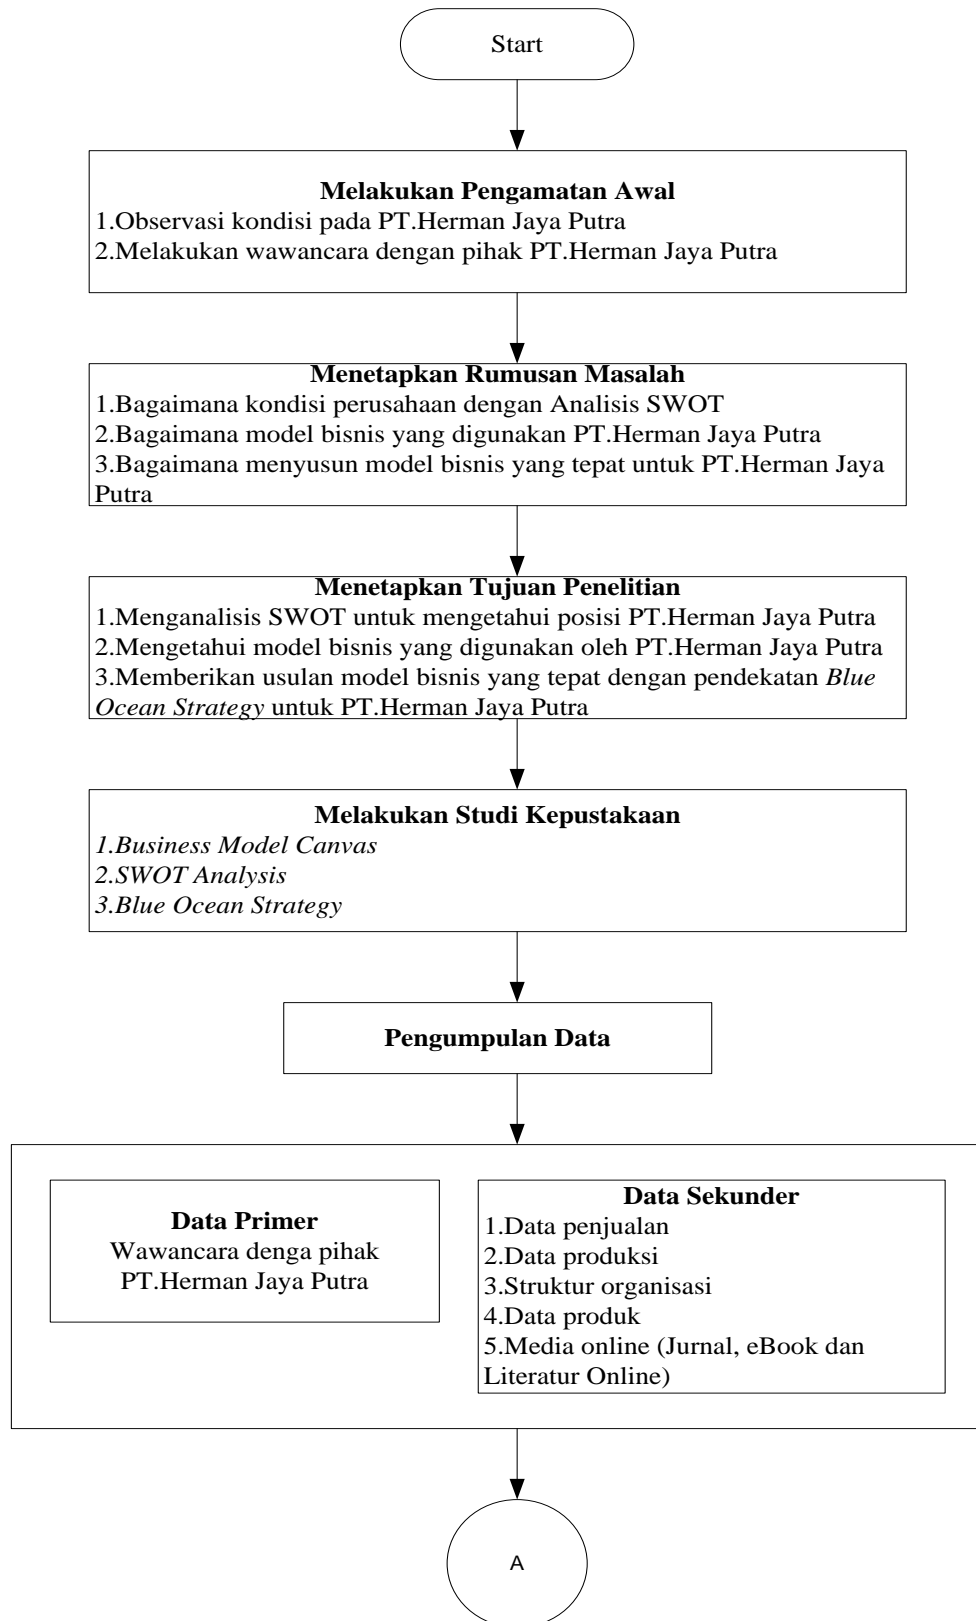 Start
Melakukan Pengamatan Awal
1.Observasi kondisi pada PT.Herman Jaya Putra
2.Melakukan wawancara dengan pihak PT.Herman Jaya Putra
Menetapkan Rumusan Masalah
1.Bagaimana kondisi perusahaan dengan Analisis SWOT
2.Bagaimana model bisnis yang digunakan PT.Herman Jaya Putra
3.Bagaimana menyusun model bisnis yang tepat untuk PT.Herman Jaya
Putra
Menetapkan Tujuan Penelitian
1.Menganalisis SWOT untuk mengetahui posisi PT.Herman Jaya Putra
2.Mengetahui model bisnis yang digunakan oleh PT.Herman Jaya Putra
3.Memberikan usulan model bisnis yang tepat dengan pendekatan Blue
Ocean Strategy untuk PT.Herman Jaya Putra
Melakukan Studi Kepustakaan
1.Business Model Canvas
2.SWOT Analysis
3.Blue Ocean Strategy
Pengumpulan Data
Data Primer
Wawancara denga pihak
PT.Herman Jaya Putra
Data Sekunder
1.Data penjualan
2.Data produksi
3.Struktur organisasi
4.Data produk
5.Media online (Jurnal, eBook dan
Literatur Online)
A